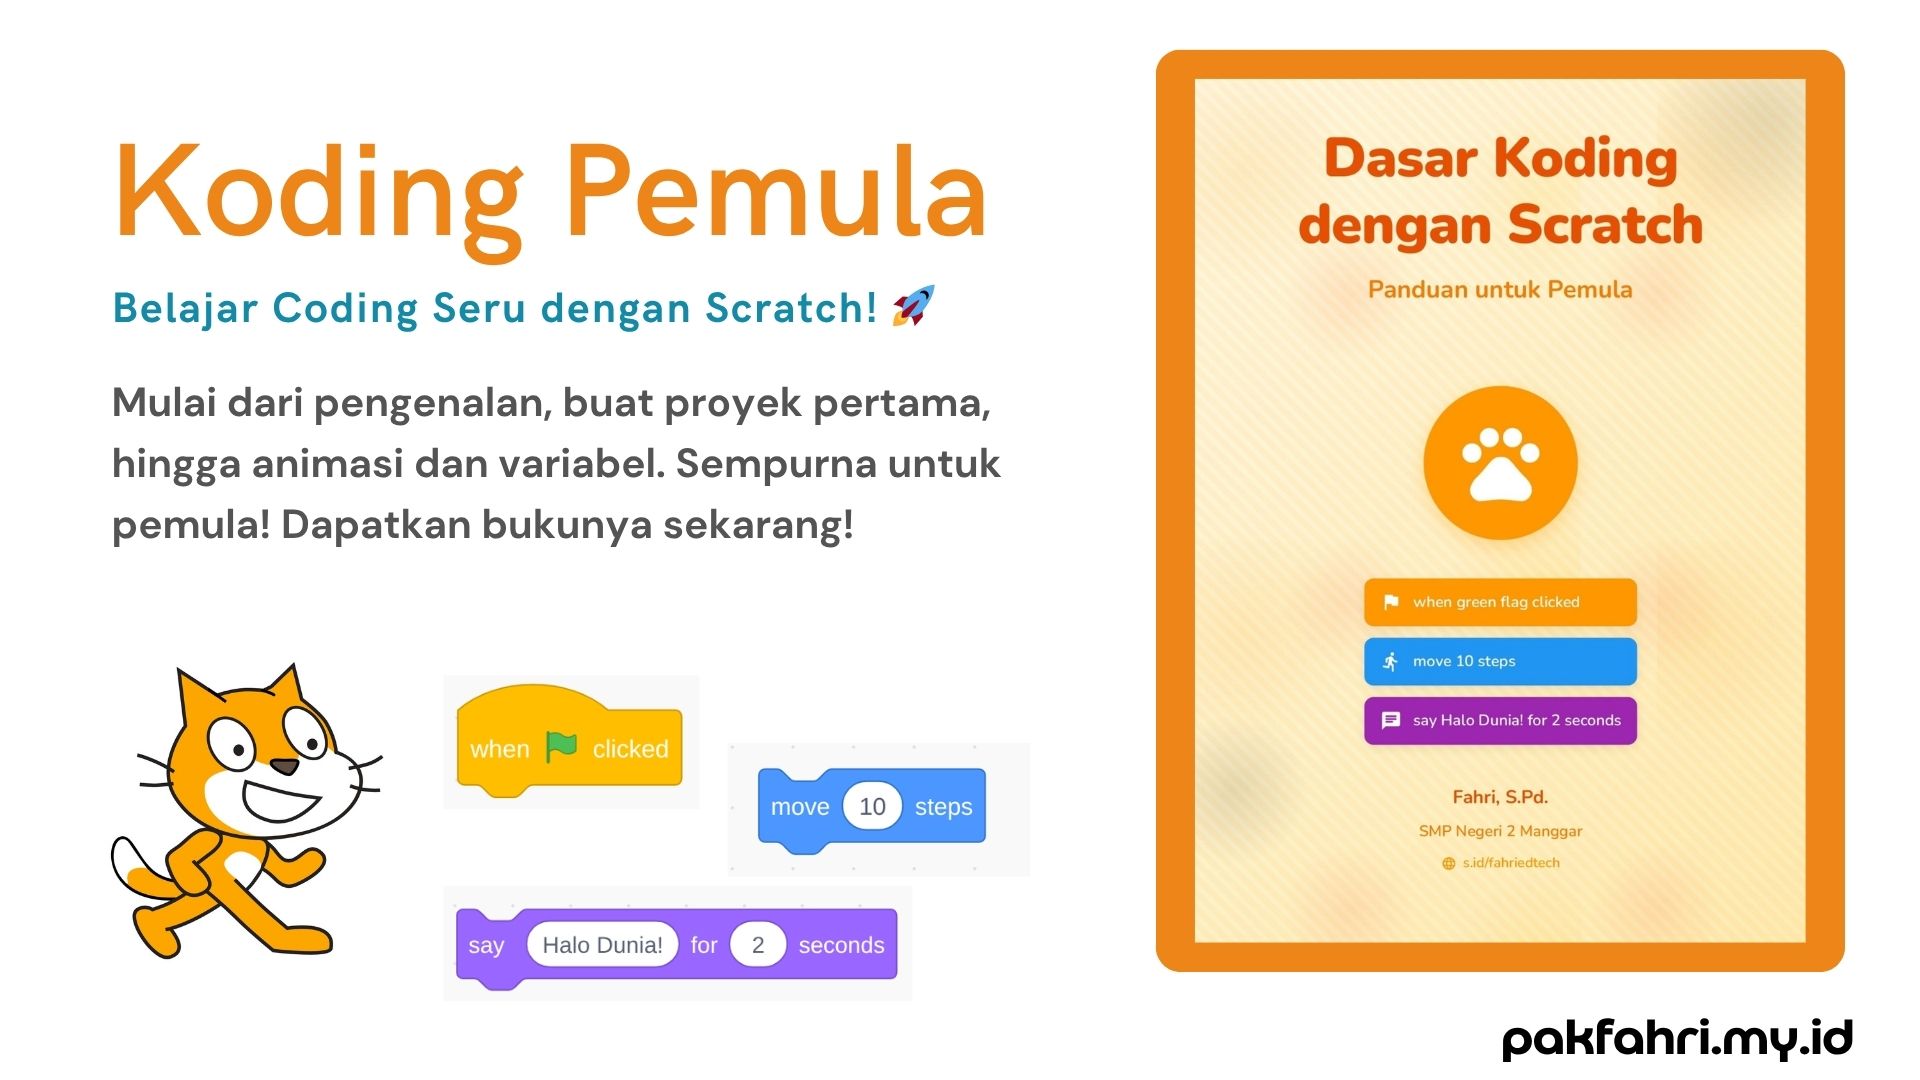 Koding Pemula
Belajar Coding Seru dengan Scratch! 🚀
Mulai dari pengenalan, buat proyek pertama,
hingga animasi dan variabel. Sempurna untuk
pemula! Dapatkan bukunya sekarang!
when clicked
move 10 steps
say Halo Dunia! for 2 seconds
Dasar Koding
dengan Scratch
Panduan untuk Pemula
when green flag clicked
move 10 steps
say Halo Dunia! for 2 seconds
Fahri, S.Pd.
SMP Negeri 2 Manggar
s.id/fahriedtech
pakfahri.my.id